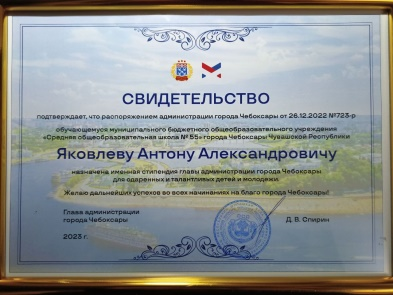 СВИДЕТЕЛЬСТВО
подтверждает, что распоряжением администрации города Чебоксары от 26.12.2022 №723-р
обучающемуся муниципального бюджетного общеобразовательного учреждения
«Средняя общеобразовательная школа № 55» города Чебоксары Чувашской Республики
Яковлеву Антону Александровичу
назначена именная стипендия главы администрации города Чебоксары
для одаренных и талантливых детей и молодежи.
Желаю дальнейших успехов во всех начинаниях на благо города Чебоксары!
Глава администрации
города Чебоксары
Д. В. Спирин
2023 г.